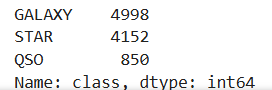 GALAXY    4998
STAR      4152
QSO        850
Name: class, dtype: int64